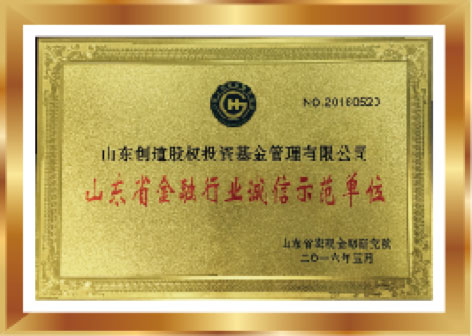 NO.20160520
山东创道股权投资基金管理有限公司
山东省金融行业诚信示范单位
山东省宏观金融研究院
二〇一六年五月